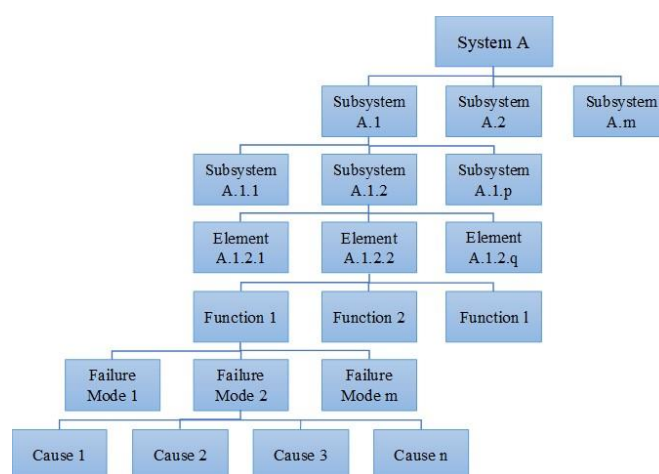 System A
Subsystem
A.1
Subsystem
A.2
Subsystem
A.m
Subsystem
A.1.1
Subsystem
A.1.2
Subsystem
A.1.p
Element
A.1.2.1
Element
A.1.2.2
Element
A.1.2.q
Function 1
Function 2
Function l
Failure
Mode 1
Failure
Mode 2
Failure
Mode m
Cause 1
Cause 2
Cause 3
Cause n